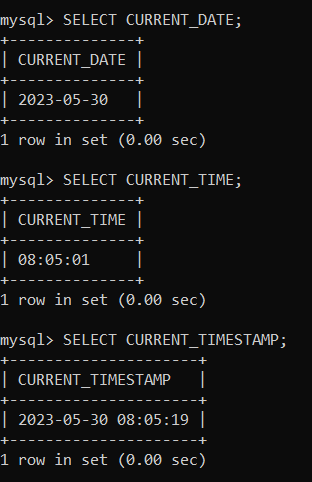 mysql> SELECT CURRENT_DATE;
+--------------+
| CURRENT_DATE |
+--------------+
| 2023-05-30   |
+--------------+
1 row in set (0.00 sec)
mysql> SELECT CURRENT_TIME;
+--------------+
| CURRENT_TIME |
+--------------+
| 08:05:01     |
+--------------+
1 row in set (0.00 sec)
mysql> SELECT CURRENT_TIMESTAMP;
+---------------------+
| CURRENT_TIMESTAMP   |
+---------------------+
| 2023-05-30 08:05:19 |
+---------------------+
1 row in set (0.00 sec)